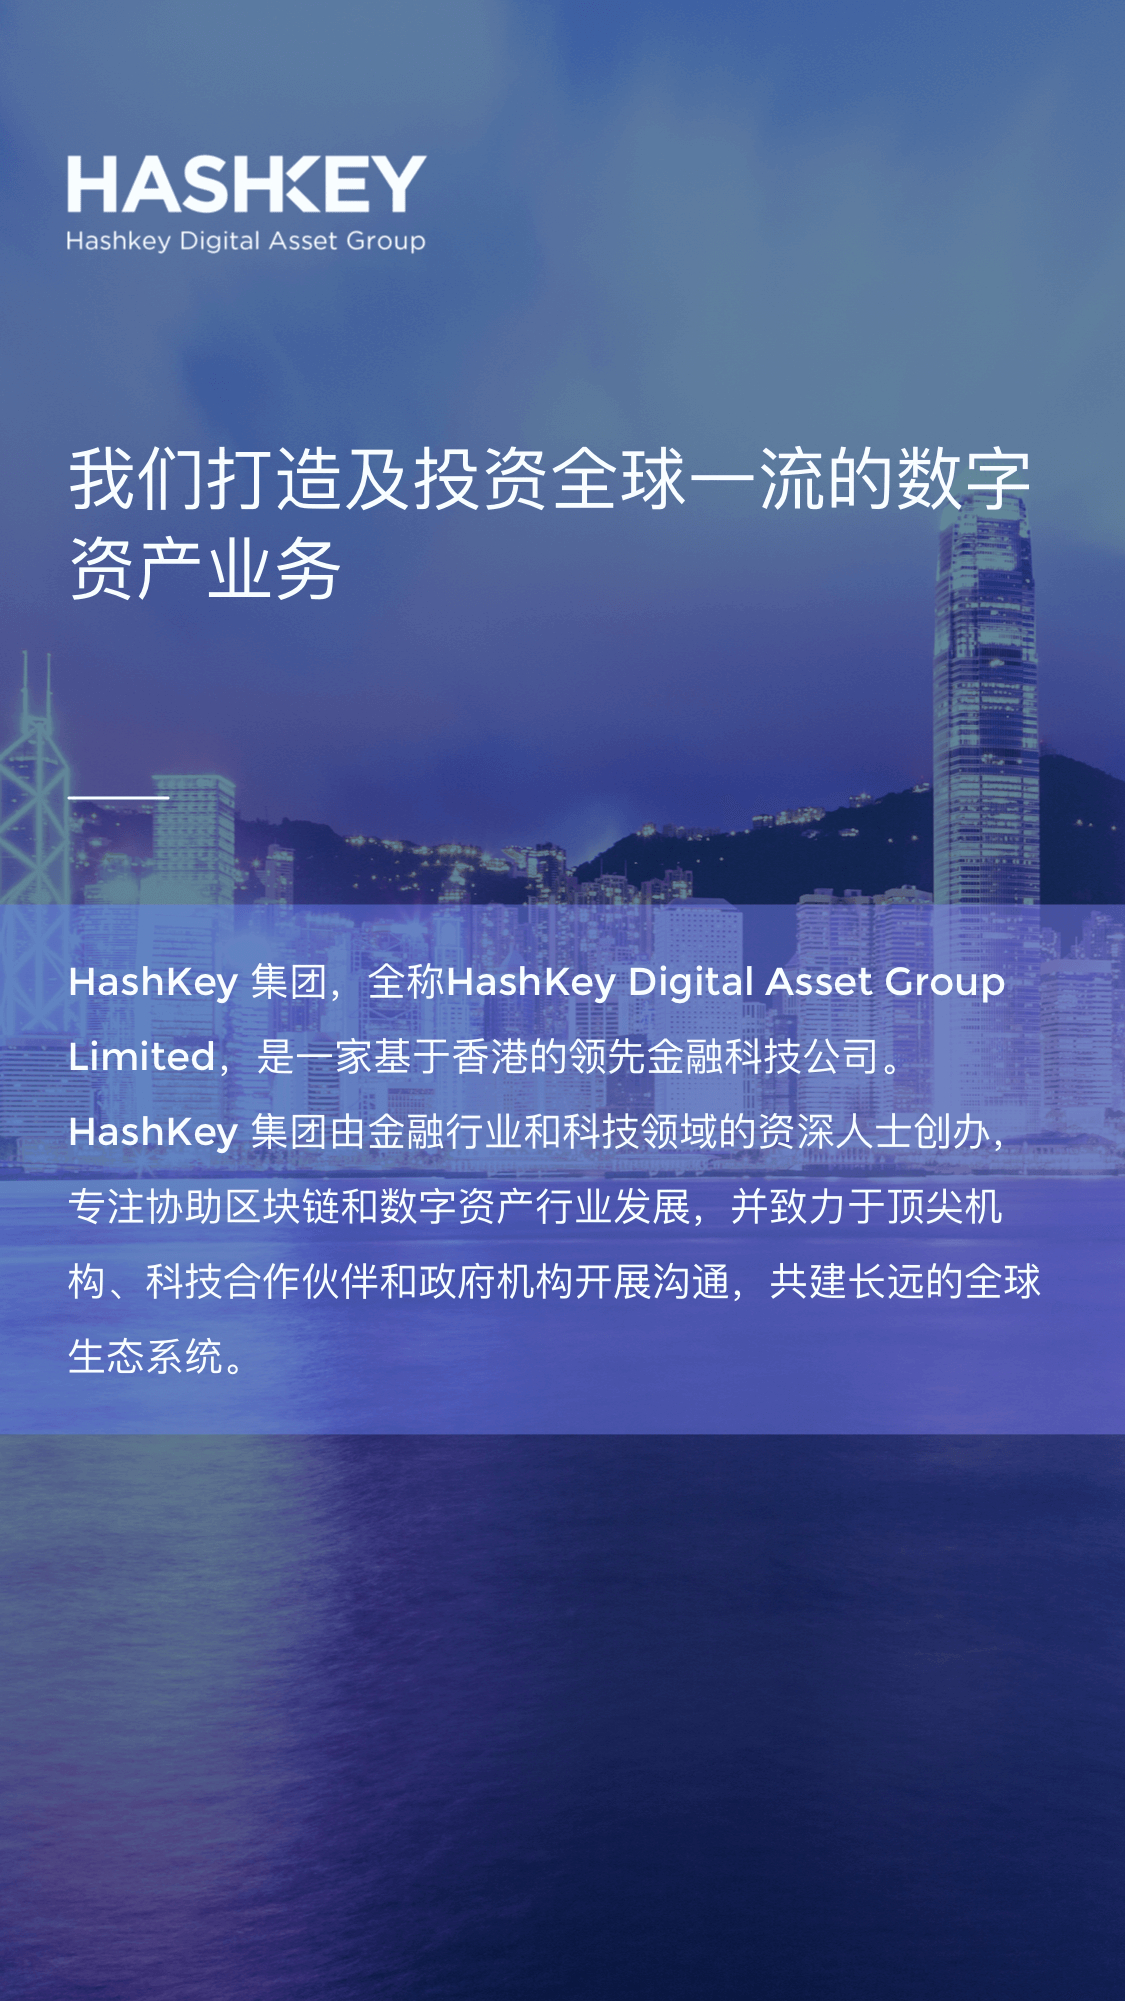 HASHKEY
Hashkey Digital Asset Group
我们打造及投资全球一流的数字
资产业务
HashKey 集团，全称HashKey Digital Asset Group
Limited，是一家基于香港的领先金融科技公司。
HashKey 集团由金融行业和科技领域的资深人士创办，
专注协助区块链和数字资产行业发展，并致力于顶尖机
构、科技合作伙伴和政府机构开展沟通，共建长远的全球
生态系统。